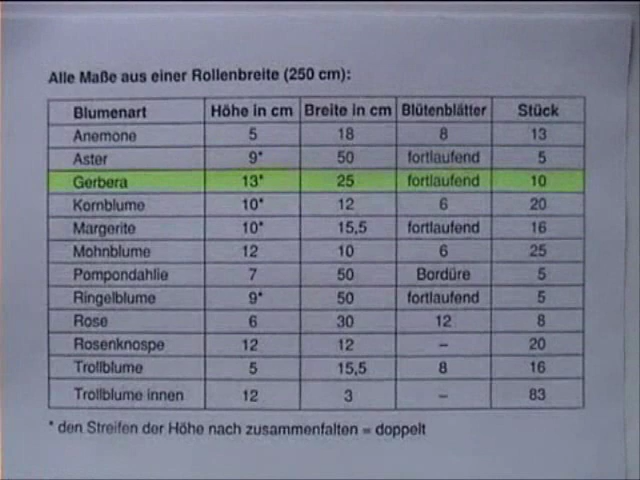 Alle Maße aus einer Rollenbreite (250 cm):
Blumenart Höhe in cm Breite in cm Blütenblätter Stück
Anemone 5 18 8 13
Aster 9* 50 fortlaufend 5
Gerbera 13* 25 fortlaufend 10
Kornblume 10* 12 6 20
Margerite 10* 15,5 fortlaufend 16
Mohnblume 12 10 6 25
Pompondahlie 7 50 Bordüre 5
Ringelblume 9* 50 fortlaufend 5
Rose 6 30 12 8
Rosenknospe 12 12 – 20
Trollblume 5 15,5 8 16
Trollblume innen 12 3 – 83
* den Streifen der Höhe nach zusammenfalten = doppelt